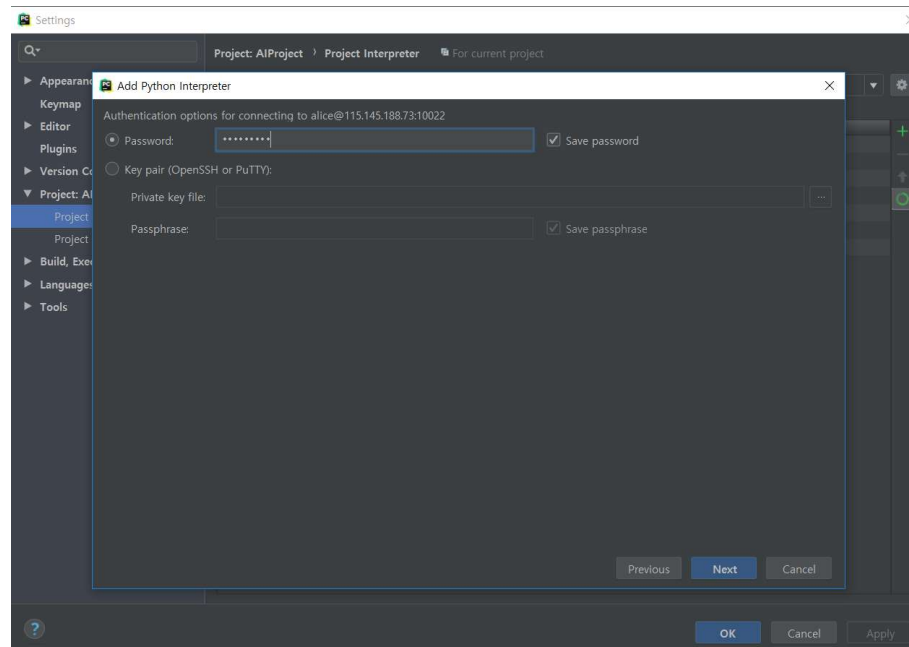 Settings
Project: AIProject › Project Interpreter For current project
Add Python Interpreter
Appearan
Keymap
Editor
Plugins
Version Co
Project: AI
Project
Project
Build, Exe
Languages
Tools
Authentication options for connecting to alice@115.145.188.73:10022
Password: ••••••••• Save password
Key pair (OpenSSH or PuTTY):
Private key file: ...
Passphrase: Save passphrase
Previous Next Cancel
? OK Cancel Apply